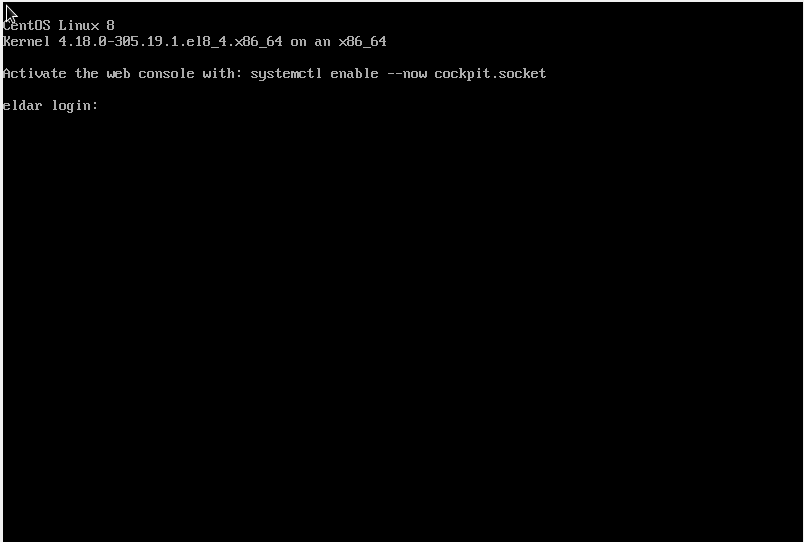 CentOS Linux 8
Kernel 4.18.0-305.19.1.el8_4.x86_64 on an x86_64
Activate the web console with: systemctl enable --now cockpit.socket
eldar login: